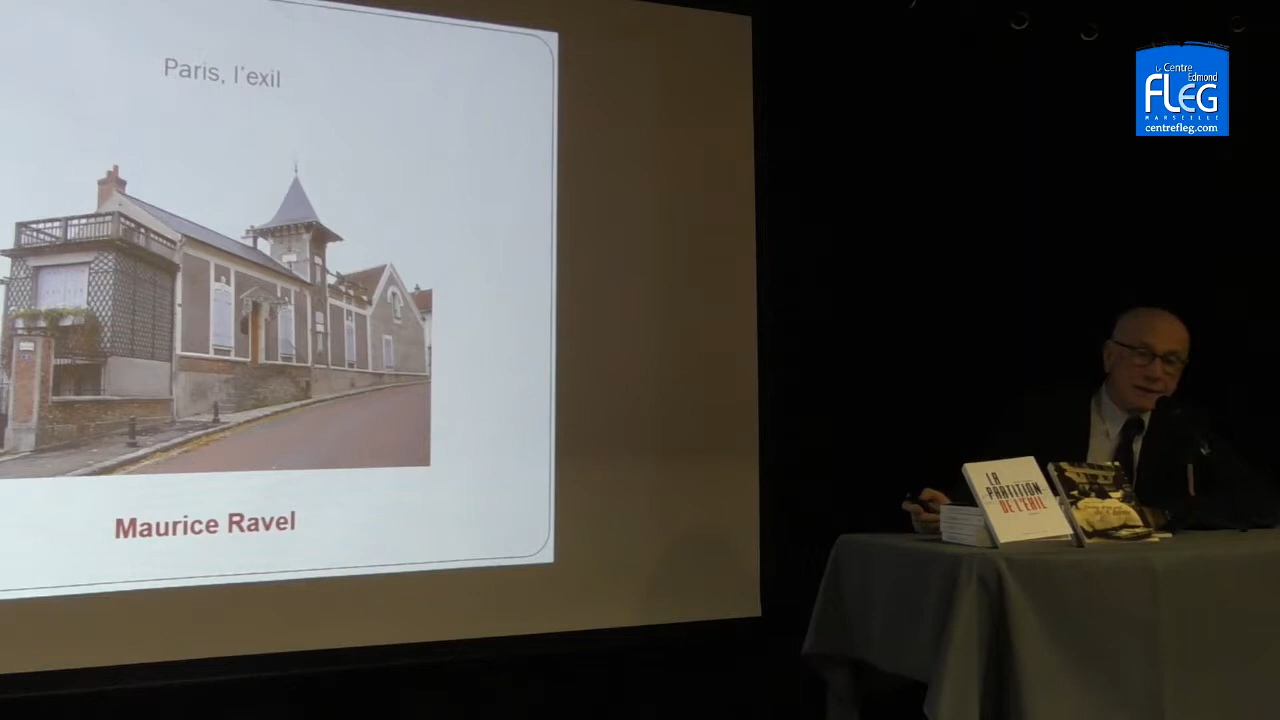 Paris, l'exil
Maurice Ravel
Le Centre
Edmond
FLEG
MARSEILLE
centrefleg.com
LA
PARTITION
DE L'EXIL